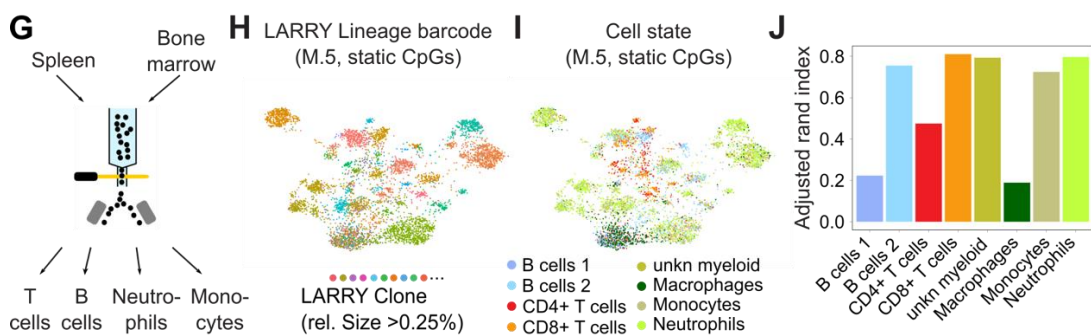 G
Spleen
Bone
marrow
T
cells
B
cells
Neutro-
phils
Mono-
cytes
H
LARRY Lineage barcode
(M.5, static CpGs)
LARRY Clone
(rel. Size >0.25%)
I
Cell state
(M.5, static CpGs)
B cells 1
B cells 2
CD4+ T cells
CD8+ T cells
unkn myeloid
Macrophages
Monocytes
Neutrophils
J
Adjusted rand index
0.8
0.6
0.4
0.2
0.0
B cells 1
B cells 2
CD4+ T cells
CD8+ T cells
unkn myeloid
Macrophages
Monocytes
Neutrophils